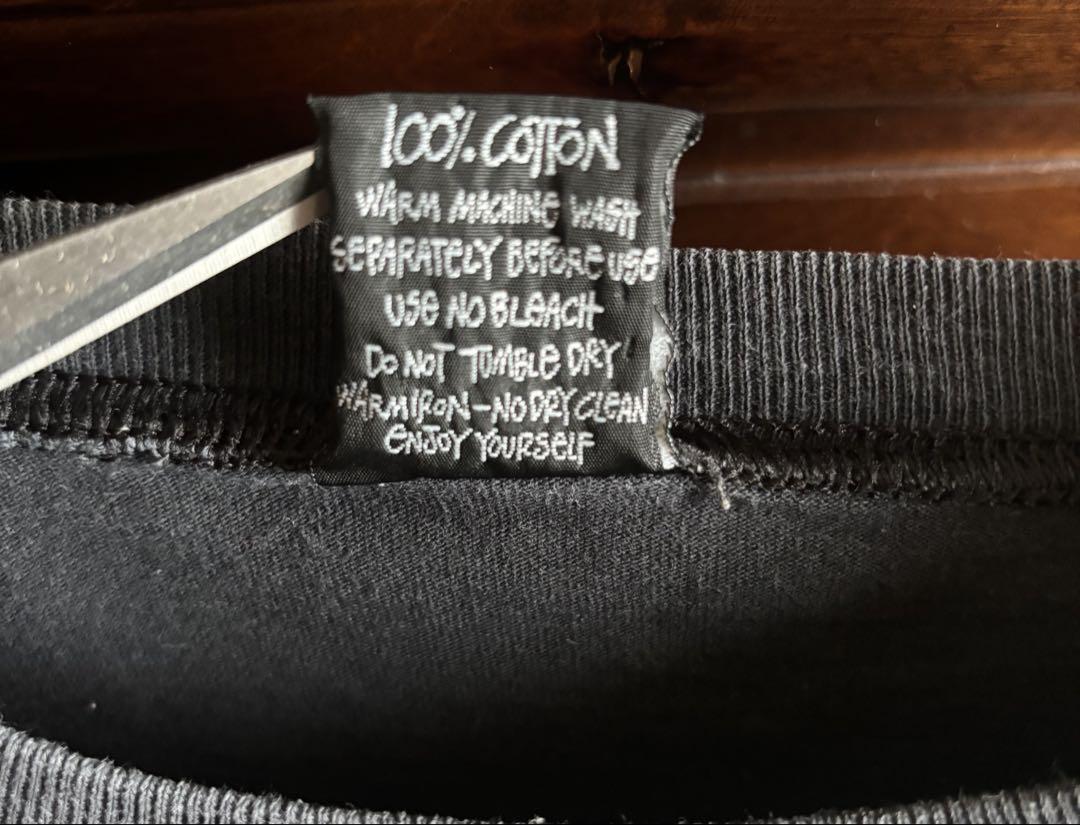 100% COTTON
WARM MACHINE WASH
SEPARATELY BEFORE USE
USE NO BLEACH
DO NOT TUMBLE DRY
WARM IRON - NO DRY CLEAN
ENJOY YOURSELF